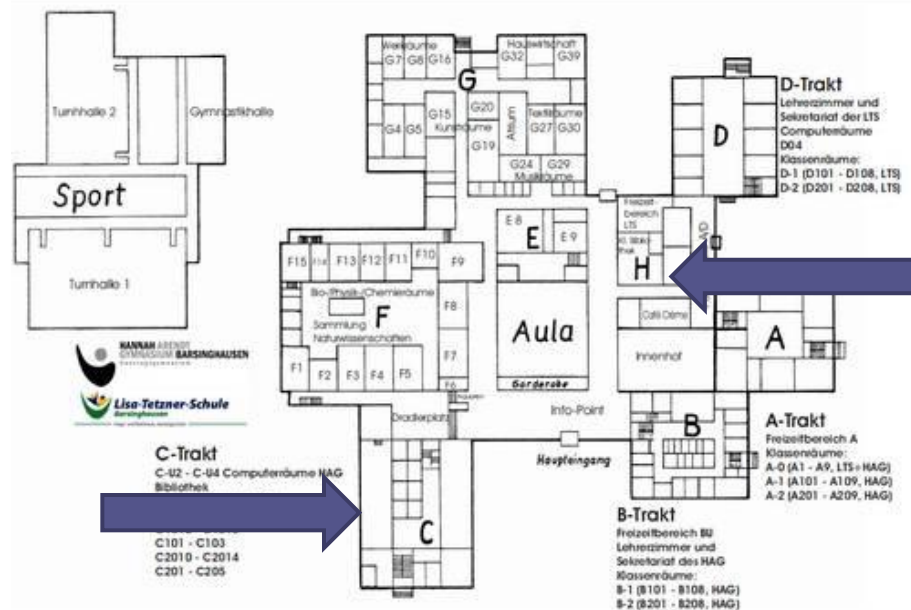 Werkräume
G7 G8 G16
G
Hauswirtschaft
G32 G39
G4 G5
G15
Kunsträume
G20
G19
Atrium
Textilräume
G27 G30
G24 G29
Musikräume
Turnhalle 2
Gymnastikhalle
Sport
Turnhalle 1
D
D-Trakt
Lehrerzimmer und
Sekretariat der LTS
Computerräume
D04
Klassenräume:
D-1 (D101 - D108, LTS)
D-2 (D201 - D208, LTS)
E 8
E
E 9
Freizeit-
bereich
LTS
H
Café Dome
Innenhof
A
F15 F14 F13 F12 F11 F10 F9
Bio-/Physik-/Chemieräume
F
Sammlung
Naturwissenschaften
F8
F7
F6
F1 F2 F3 F4 F5
Aula
Garderobe
Info-Point
Haupteingang
B
C
HANNAH ARENDT
GYMNASIUM BARSINGHAUSEN
Lisa-Tetzner-Schule
Barsinghausen
C-Trakt
C-U2 - C-U4 Computerräume HAG
Bibliothek
C101 - C103
C2010 - C2014
C201 - C205
A-Trakt
Freizeitbereich A
Klassenräume:
A-0 (A1 - A9, LTS+HAG)
A-1 (A101 - A109, HAG)
A-2 (A201 - A209, HAG)
B-Trakt
Freizeitbereich BU
Lehrerzimmer und
Sekretariat des HAG
Klassenräume:
B-1 (B101 - B108, HAG)
B-2 (B201 - B208, HAG)